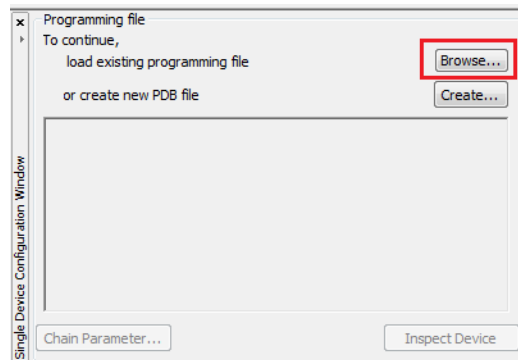 Programming file
To continue,
load existing programming file
Browse...
or create new PDB file
Create...
Single Device Configuration Window
Chain Parameter...
Inspect Device